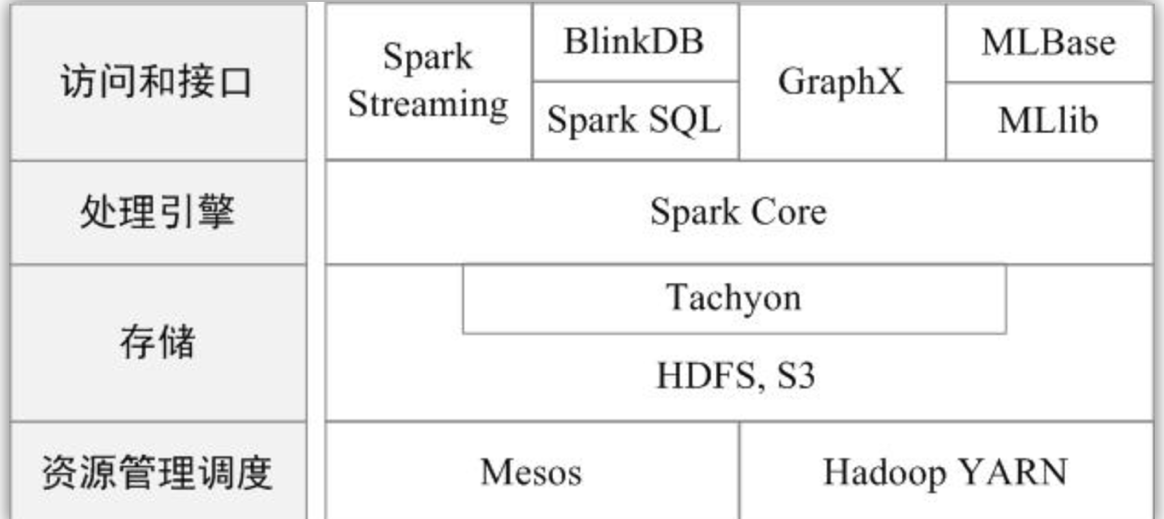 访问和接口
Spark
Streaming
BlinkDB
Spark SQL
GraphX
MLBase
MLlib
处理引擎
Spark Core
存储
Tachyon
HDFS, S3
资源管理调度
Mesos
Hadoop YARN